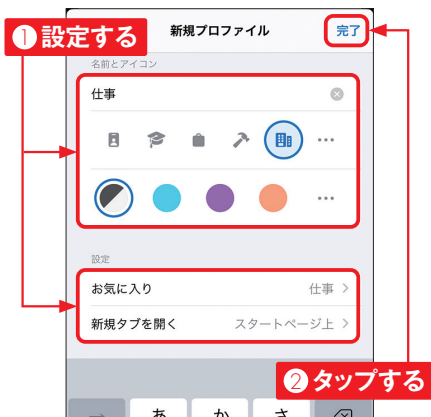 ①設定する
新規プロファイル
完了
名前とアイコン
仕事
設定
お気に入り 仕事
新規タブを開く スタートページ上
②タップする
あ か さ